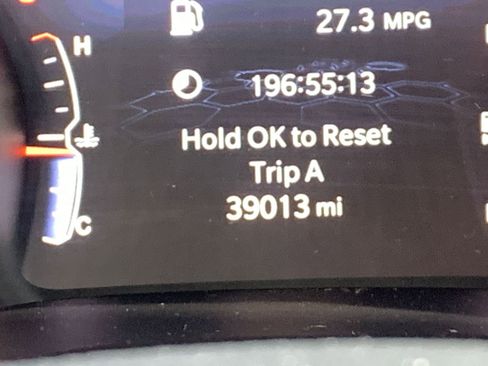 27.3 MPG
H
196:55:13
Hold OK to Reset
Trip A
39013 mi
C